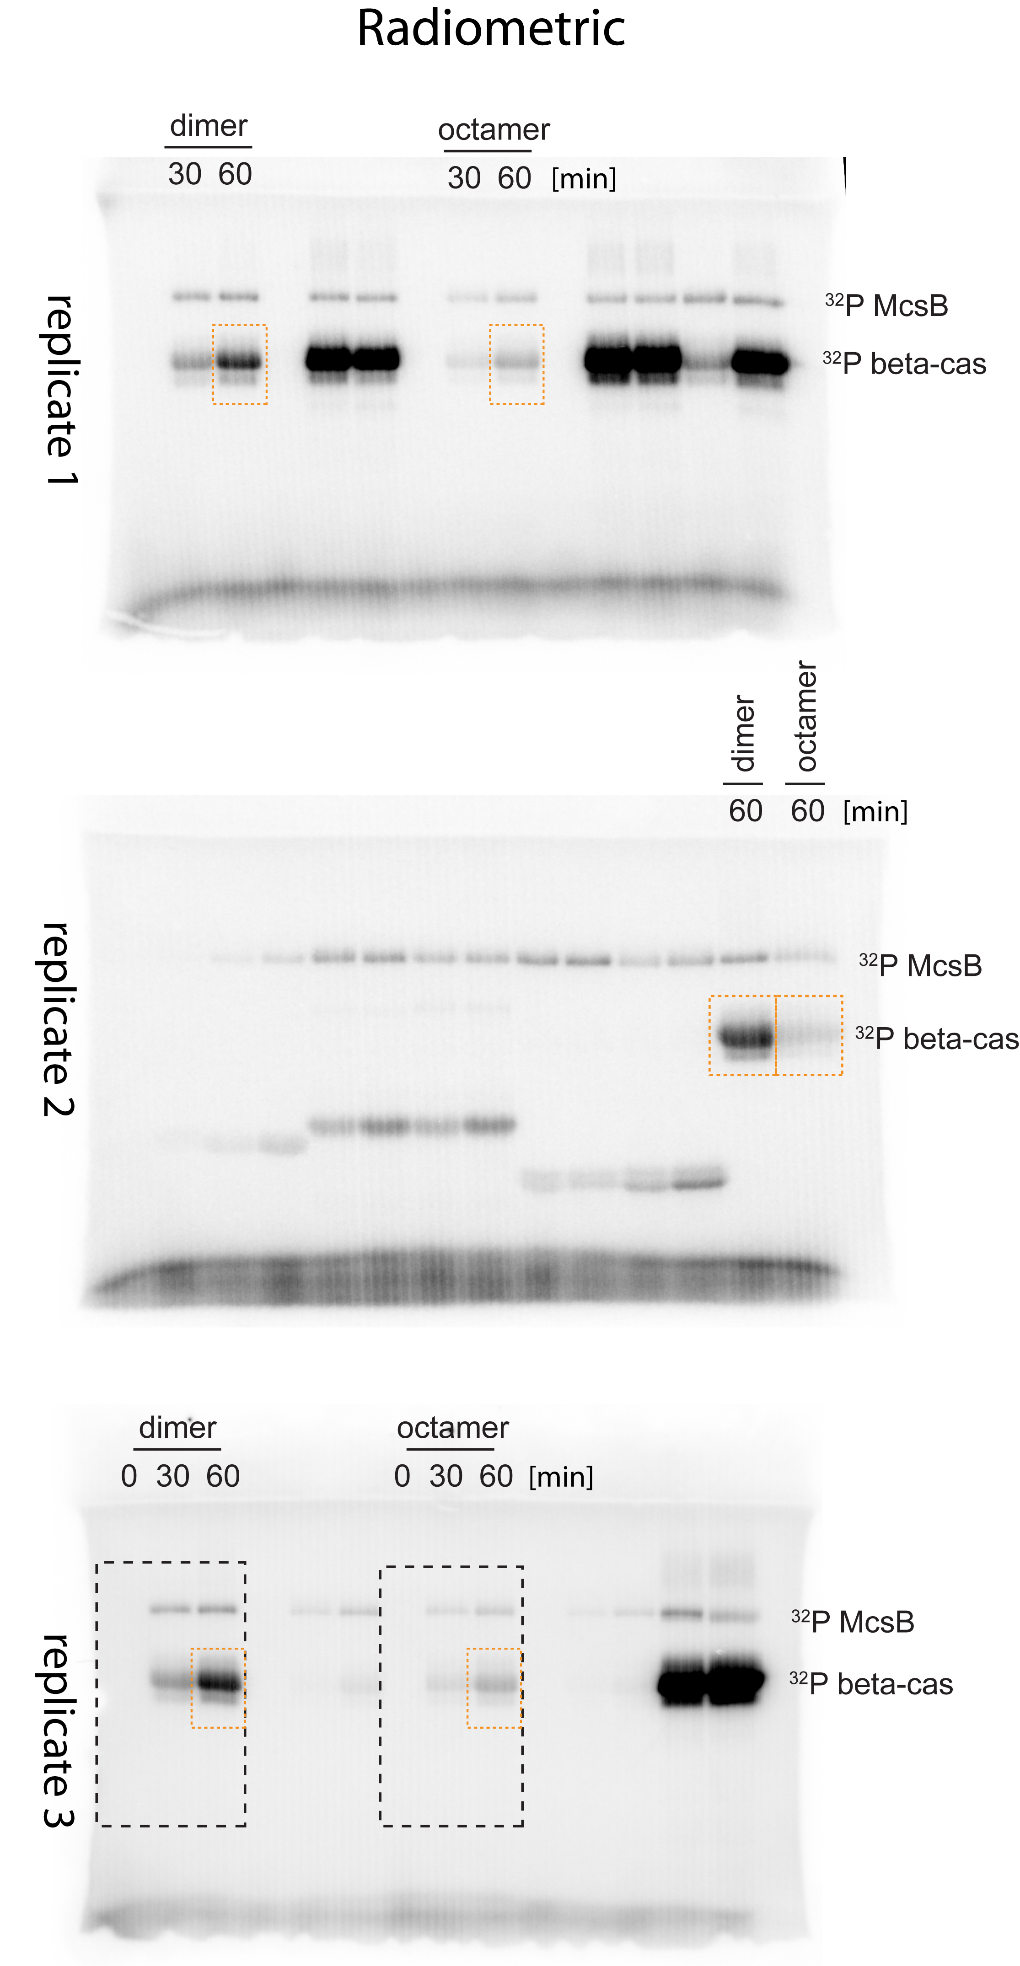 Radiometric
dimer
octamer
30 60
30 60 [min]
replicate 1
³²P McsB
³²P beta-cas
dimer
octamer
60 60 [min]
replicate 2
³²P McsB
³²P beta-cas
dimer
octamer
0 30 60
0 30 60 [min]
replicate 3
³²P McsB
³²P beta-cas